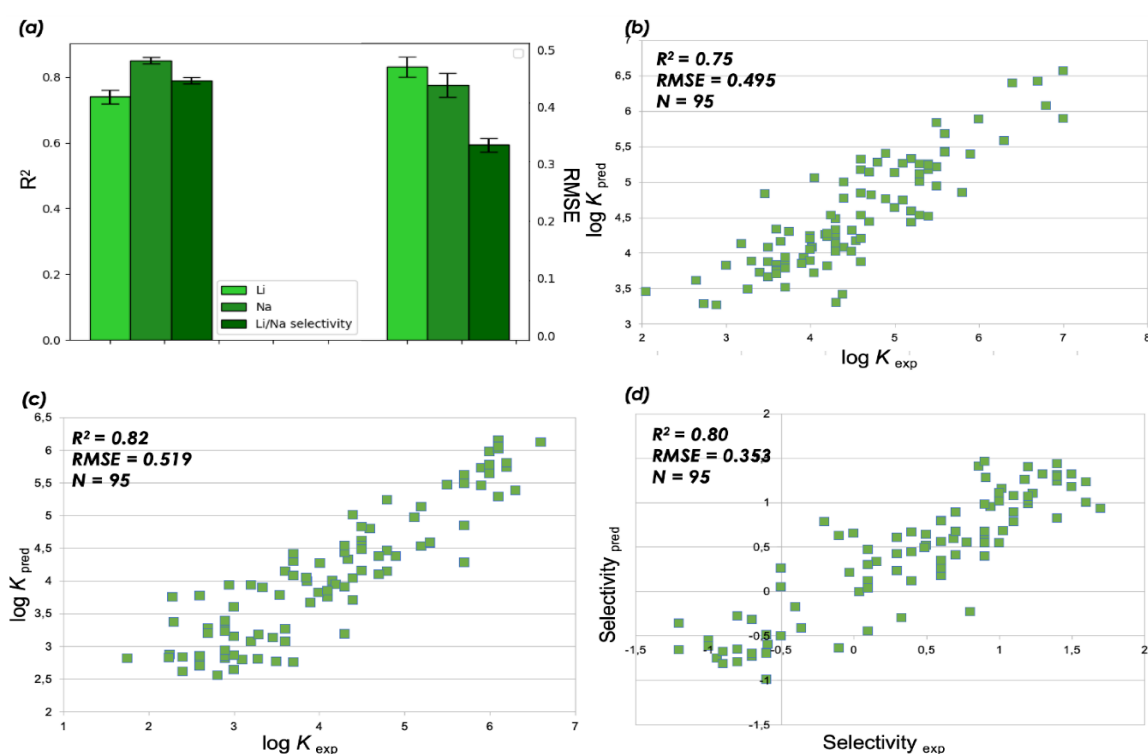 (a)
0.8
0.6
0.4
0.2
0.0
R²
0.5
0.4
0.3
0.2
0.1
0.0
RMSE
Li
Na
Li/Na selectivity
(b)
R² = 0.75
RMSE = 0.495
N = 95
7
6,5
6
5,5
5
4,5
4
3,5
3
log K pred
2 3 4 5 6 7 8
log K exp
(c)
R² = 0.82
RMSE = 0.519
N = 95
6,5
6
5,5
5
4,5
4
3,5
3
2,5
2
log K pred
1 2 3 4 5 6 7
log K exp
(d)
R² = 0.80
RMSE = 0.353
N = 95
2
1,5
1
0,5
0
-0,5
-1
-1,5
Selectivity pred
-1,5 -1 -0,5 0 0,5 1 1,5 2
Selectivity exp